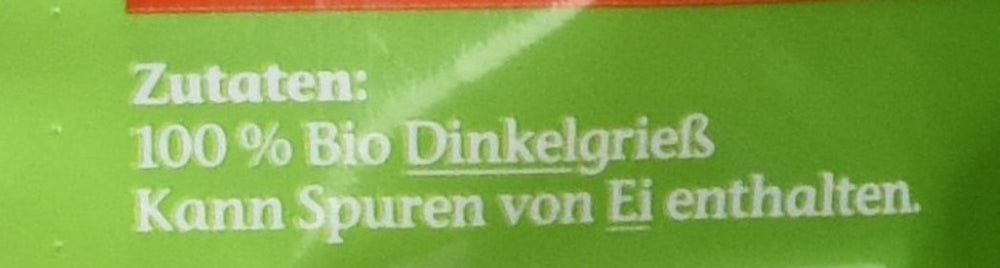 Zutaten:
100 % Bio Dinkelgrieß
Kann Spuren von Ei enthalten.